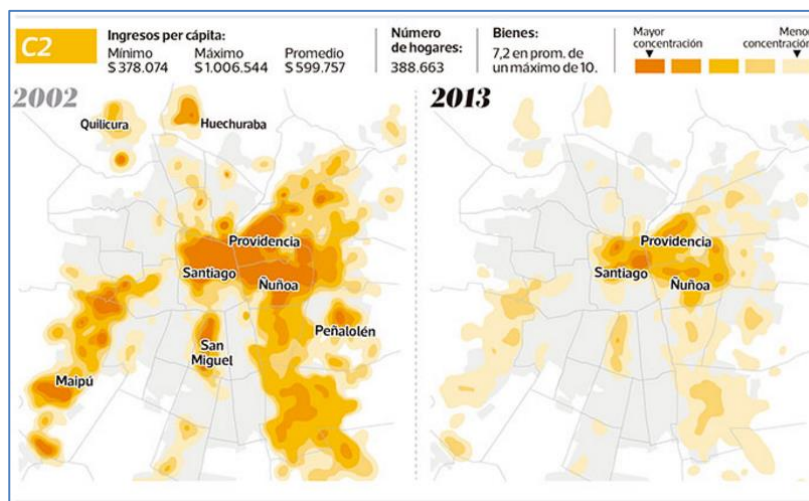 C2
Ingresos per cápita:
Mínimo Máximo Promedio
$378.074 $1.006.544 $599.757
Número
de hogares:
388.663
Bienes:
7,2 en prom. de
un máximo de 10.
Mayor
concentración
Menor
concentración
2002
Quilicura
Huechuraba
Providencia
Santiago
Ñuñoa
Peñalolén
San
Miguel
Maipú
2013
Providencia
Santiago
Ñuñoa